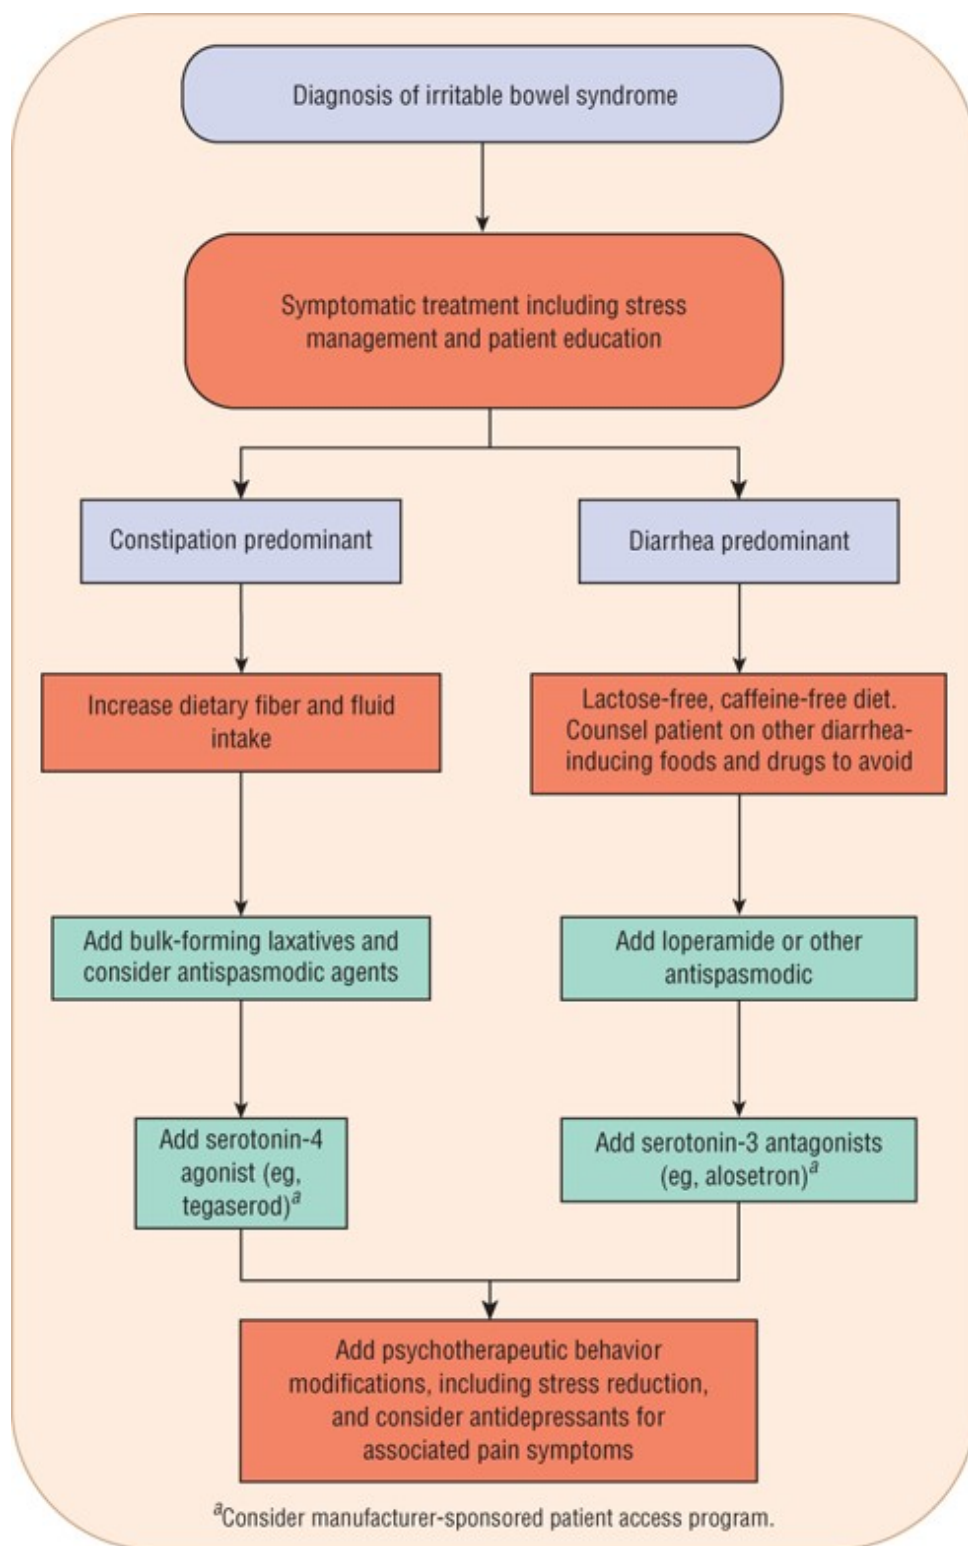 Diagnosis of irritable bowel syndrome
Symptomatic treatment including stress
management and patient education
Constipation predominant
Diarrhea predominant
Increase dietary fiber and fluid
intake
Lactose-free, caffeine-free diet.
Counsel patient on other diarrhea-
inducing foods and drugs to avoid
Add bulk-forming laxatives and
consider antispasmodic agents
Add loperamide or other
antispasmodic
Add serotonin-4
agonist (eg,
tegaserod)a
Add serotonin-3 antagonists
(eg, alosetron)a
Add psychotherapeutic behavior
modifications, including stress reduction,
and consider antidepressants for
associated pain symptoms
aConsider manufacturer-sponsored patient access program.